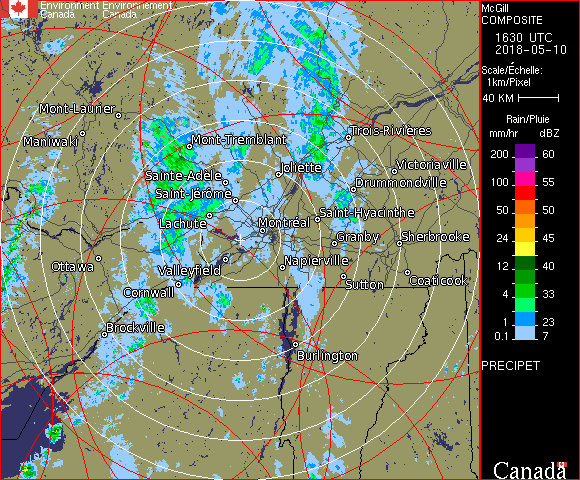 Environment Environnement
Canada Canada
McGill
COMPOSITE
1630 UTC
2018-05-10
Scale/Échelle:
1km/Pixel
40 KM
Rain/Pluie
mm/hr dBZ
200 60
100 55
50 50
24 45
12 40
4 33
1 23
0.1 7
PRECIPET
Canada
Mont-Laurier
Maniwaki
Mont-Tremblant
Trois-Rivières
Joliette
Victoriaville
Sainte-Adèle
Drummondville
Saint-Jérôme
Saint-Hyacinthe
Lachute
Montréal
Granby
Sherbrooke
Ottawa
Valleyfield
Napierville
Cornwall
Sutton
Coaticook
Brockville
Burlington